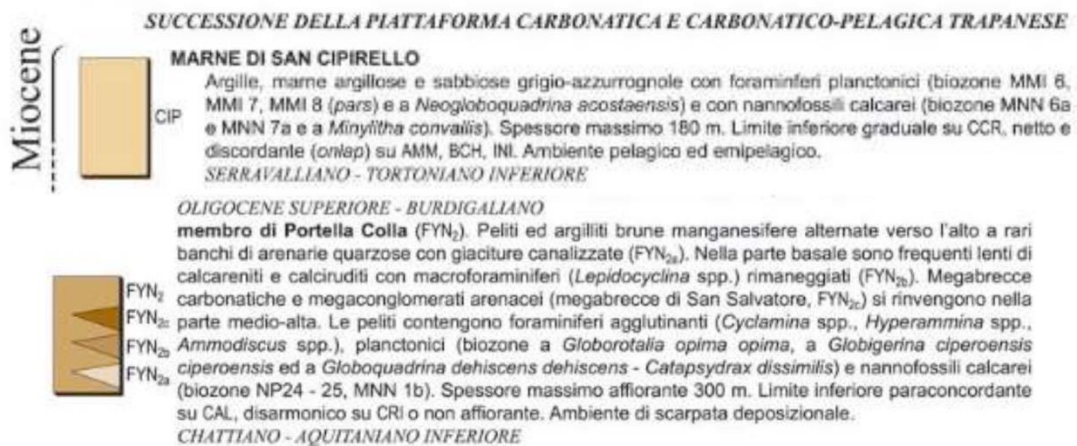 SUCCESSIONE DELLA PIATTAFORMA CARBONATICA E CARBONATICO-PELAGICA TRAPANESE
Miocene
CIP
MARNE DI SAN CIPIRELLO
Argille, marne argillose e sabbiose grigio-azzurrognole con foraminferi planctonici (biozone MMI 6,
MMI 7, MMI 8 (pars) e a Neogloboquadrina acostaensis) e con nannofossili calcarei (biozone MNN 6a
e MNN 7a e a Minylitha convallis). Spessore massimo 180 m. Limite inferiore graduale su CCR, netto e
discordante (onlap) su AMM, BCH, INI. Ambiente pelagico ed emipelagico.
SERRAVALLIANO - TORTONIANO INFERIORE
OLIGOCENE SUPERIORE - BURDIGALIANO
FYN2
FYN2c
FYN2b
FYN2a
membro di Portella Colla (FYN2). Peliti ed argilliti brune manganesifere alternate verso l'alto a rari
banchi di arenarie quarzose con giaciture canalizzate (FYN2a). Nella parte basale sono frequenti lenti di
calcareniti e calciruditi con macroforaminiferi (Lepidocyclina spp.) rimaneggiati (FYN2b). Megabrecce
carbonatiche e megaconglomerati arenacei (megabrecce di San Salvatore, FYN2c) si rinvengono nella
parte medio-alta. Le peliti contengono foraminiferi agglutinanti (Cyclamina spp., Hyperammina spp.,
Ammodiscus spp.), planctonici (biozone a Globorotalia opima opima, a Globigerina ciperoensis
ciperoensis ed a Globoquadrina dehiscens dehiscens - Catapsydrax dissimilis) e nannofossili calcarei
(biozone NP24 - 25, MNN 1b). Spessore massimo affiorante 300 m. Limite inferiore paraconcordante
su CAL, disarmonico su CRI o non affiorante. Ambiente di scarpata deposizionale.
CHATTIANO - AQUITANIANO INFERIORE